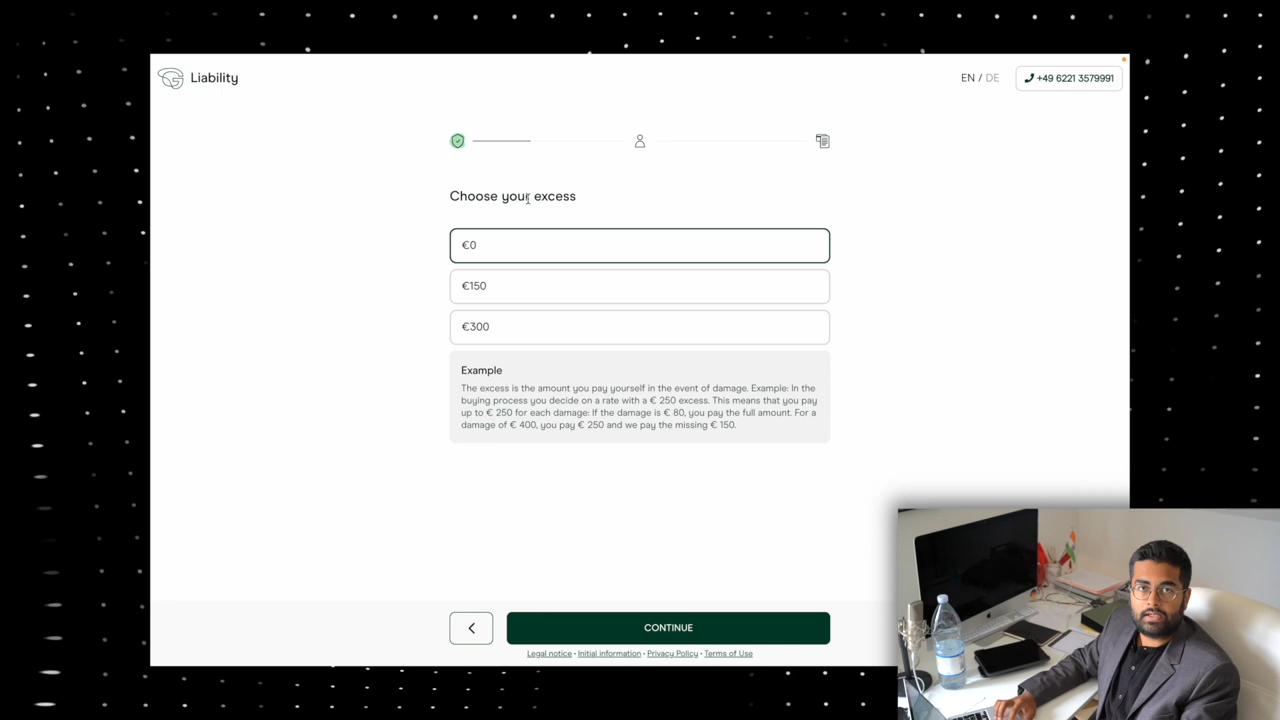 Liability
EN / DE
+49 6221 3579991
Choose your excess
€0
€150
€300
Example
The excess is the amount you pay yourself in the event of damage. Example: In the
buying process you decide on a rate with a € 250 excess. This means that you pay
up to € 250 for each damage: If the damage is € 80, you pay the full amount. For a
damage of € 400, you pay € 250 and we pay the missing € 150.
CONTINUE
Legal notice • Initial information • Privacy Policy • Terms of Use